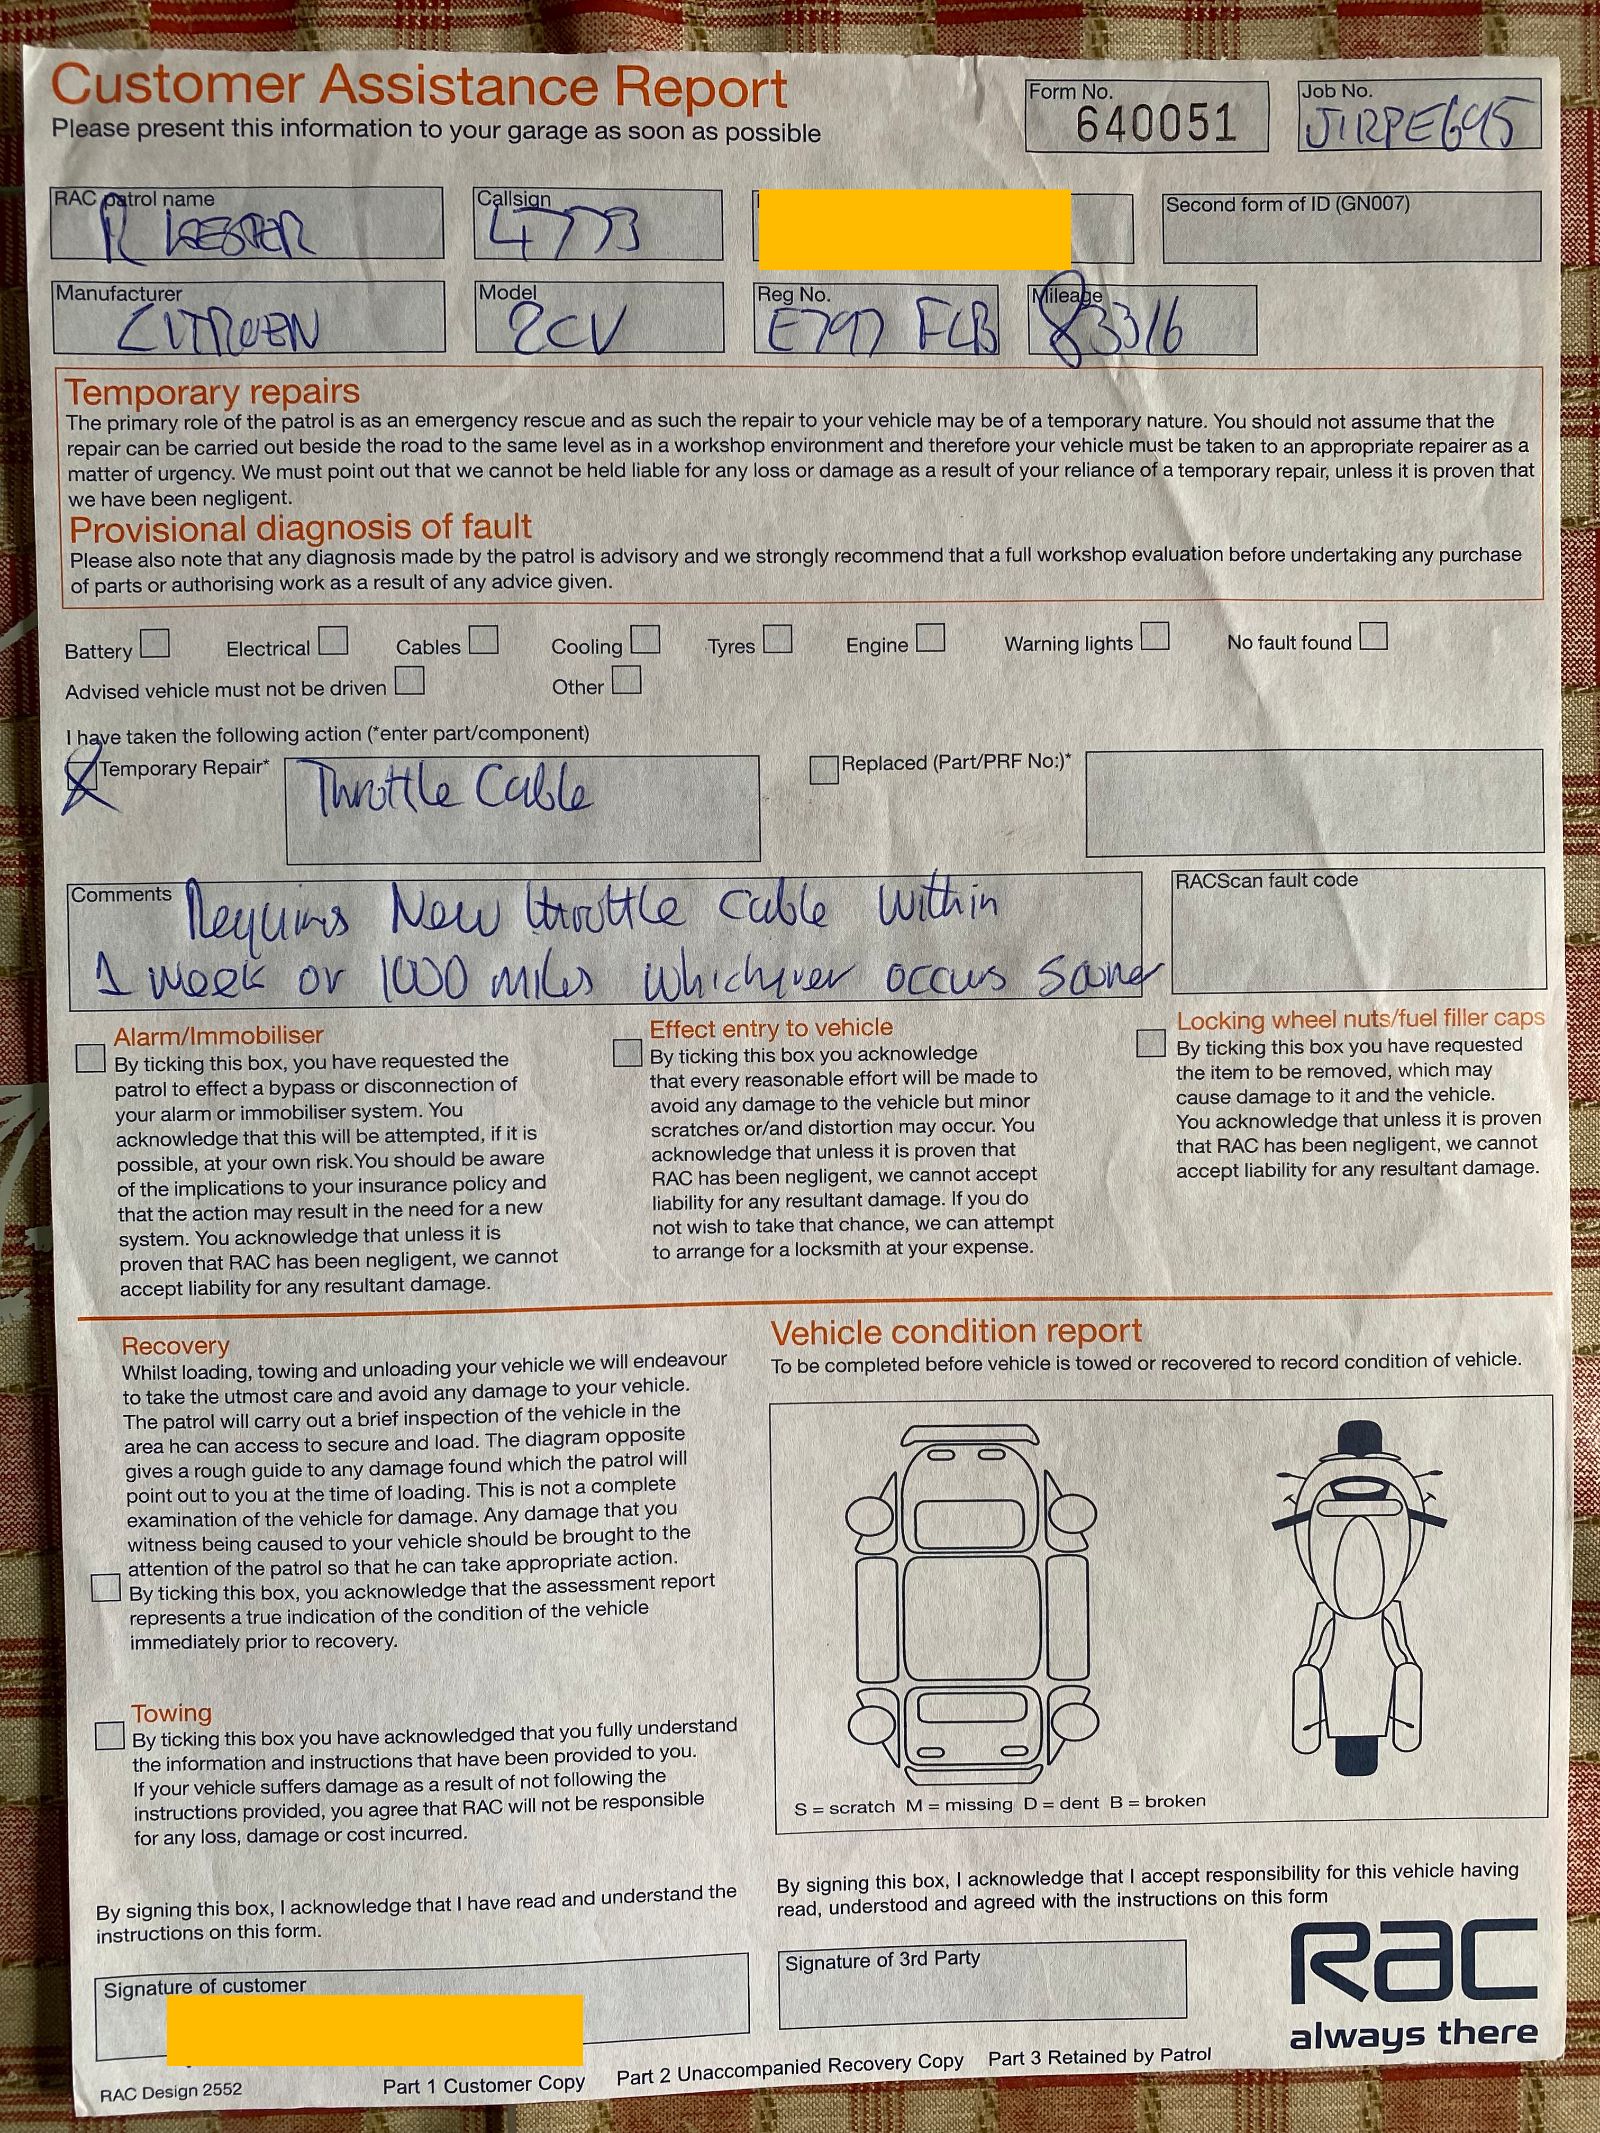 Customer Assistance Report
Please present this information to your garage as soon as possible
Form No.
640051
Job No.
RAC patrol name
Callsign
4773
Second form of ID (GN007)
Manufacturer
CITROEN
Model
2CV
Reg No.
E797 FCB
Mileage
83316
Temporary repairs
The primary role of the patrol is as an emergency rescue and as such the repair to your vehicle may be of a temporary nature. You should not assume that the
repair can be carried out beside the road to the same level as in a workshop environment and therefore your vehicle must be taken to an appropriate repairer as a
matter of urgency. We must point out that we cannot be held liable for any loss or damage as a result of your reliance of a temporary repair, unless it is proven that
we have been negligent.
Provisional diagnosis of fault
Please also note that any diagnosis made by the patrol is advisory and we strongly recommend that a full workshop evaluation before undertaking any purchase
of parts or authorising work as a result of any advice given.
Battery Electrical Cables Cooling Tyres Engine Warning lights No fault found
Advised vehicle must not be driven Other
I have taken the following action (*enter part/component)
Temporary Repair*
Throttle Cable
Replaced (Part/PRF No:)*
Comments
Requires New throttle Cable Within
1 Week or 1000 miles whichever occurs sooner
RACScan fault code
Alarm/Immobiliser
By ticking this box, you have requested the
patrol to effect a bypass or disconnection of
your alarm or immobiliser system. You
acknowledge that this will be attempted, if it is
possible, at your own risk.You should be aware
of the implications to your insurance policy and
that the action may result in the need for a new
system. You acknowledge that unless it is
proven that RAC has been negligent, we cannot
accept liability for any resultant damage.
Effect entry to vehicle
By ticking this box you acknowledge
that every reasonable effort will be made to
avoid any damage to the vehicle but minor
scratches or/and distortion may occur. You
acknowledge that unless it is proven that
RAC has been negligent, we cannot accept
liability for any resultant damage. If you do
not wish to take that chance, we can attempt
to arrange for a locksmith at your expense.
Locking wheel nuts/fuel filler caps
By ticking this box you have requested
the item to be removed, which may
cause damage to it and the vehicle.
You acknowledge that unless it is proven
that RAC has been negligent, we cannot
accept liability for any resultant damage.
Recovery
Whilst loading, towing and unloading your vehicle we will endeavour
to take the utmost care and avoid any damage to your vehicle.
The patrol will carry out a brief inspection of the vehicle in the
area he can access to secure and load. The diagram opposite
gives a rough guide to any damage found which the patrol will
point out to you at the time of loading. This is not a complete
examination of the vehicle for damage. Any damage that you
witness being caused to your vehicle should be brought to the
attention of the patrol so that he can take appropriate action.
By ticking this box, you acknowledge that the assessment report
represents a true indication of the condition of the vehicle
immediately prior to recovery.
Towing
By ticking this box you have acknowledged that you fully understand
the information and instructions that have been provided to you.
If your vehicle suffers damage as a result of not following the
instructions provided, you agree that RAC will not be responsible
for any loss, damage or cost incurred.
Vehicle condition report
To be completed before vehicle is towed or recovered to record condition of vehicle.
S = scratch M = missing D = dent B = broken
By signing this box, I acknowledge that I have read and understand the
instructions on this form.
Signature of customer
By signing this box, I acknowledge that I accept responsibility for this vehicle having
read, understood and agreed with the instructions on this form
Signature of 3rd Party
RAC
always there
RAC Design 2552
Part 1 Customer Copy
Part 2 Unaccompanied Recovery Copy
Part 3 Retained by Patrol